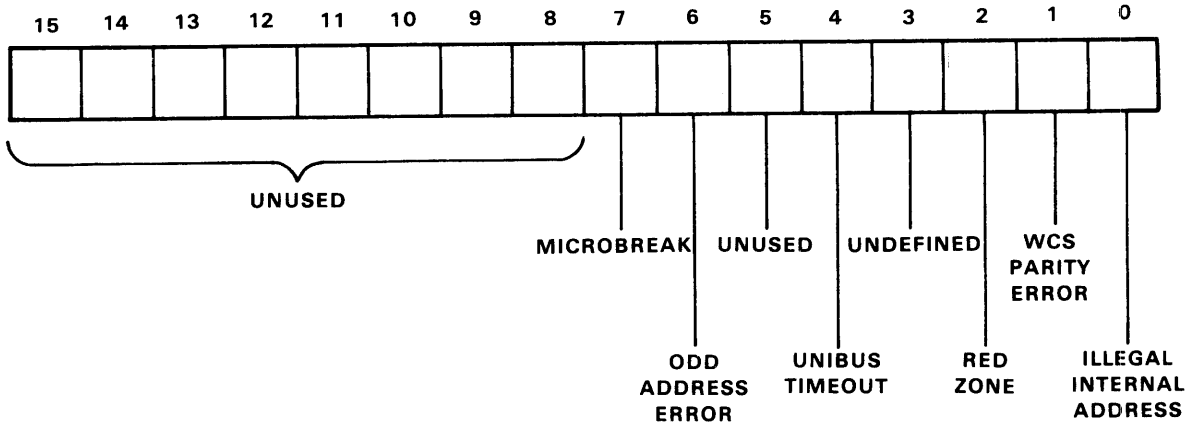 15 14 13 12 11 10 9 8 7 6 5 4 3 2 1 0
UNUSED
MICROBREAK UNUSED UNDEFINED WCS
PARITY
ERROR
ODD UNIBUS RED ILLEGAL
ADDRESS TIMEOUT ZONE INTERNAL
ERROR ADDRESS